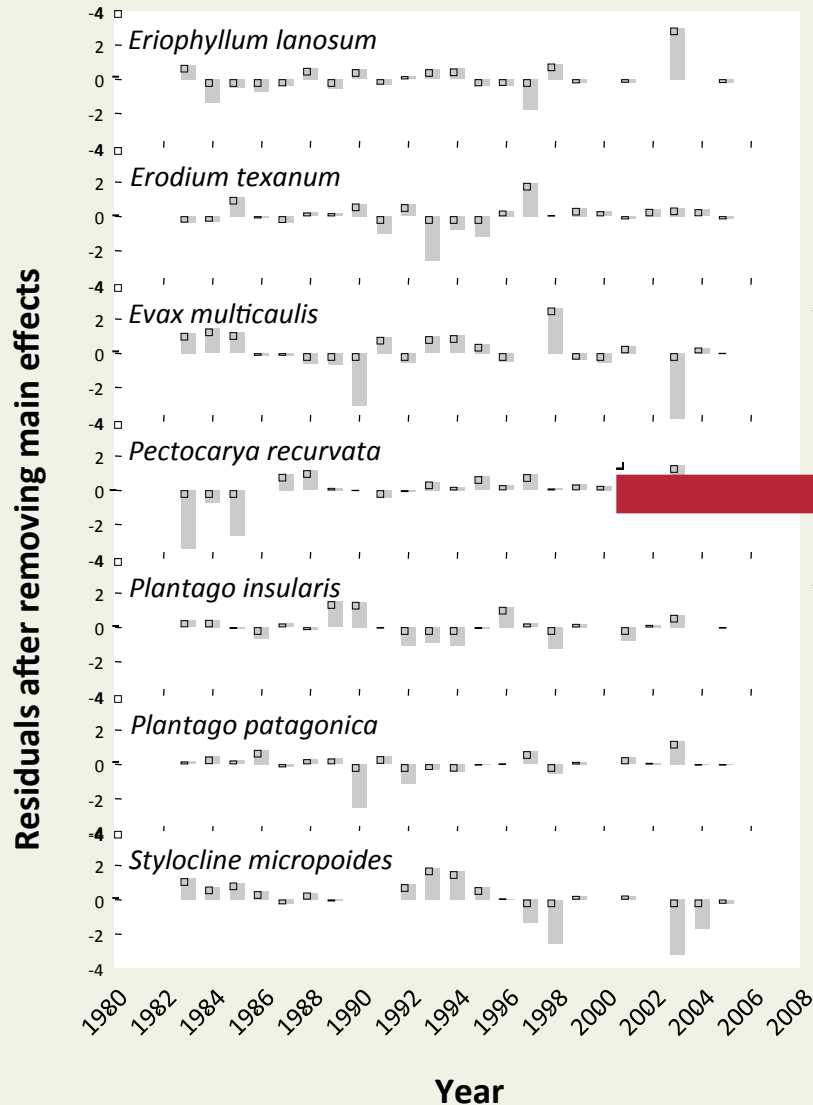 -4
Eriophyllum lanosum
2
0
-2
-4
Erodium texanum
2
0
-2
-4
Evax multicaulis
2
0
-2
-4
Pectocarya recurvata
2
0
-2
-4
Plantago insularis
2
0
-2
-4
Plantago patagonica
2
0
-2
-4
Stylocline micropoides
2
0
-2
-4
Residuals after removing main effects
1980 1982 1984 1986 1988 1990 1992 1994 1996 1998 2000 2002 2004 2006 2008
Year